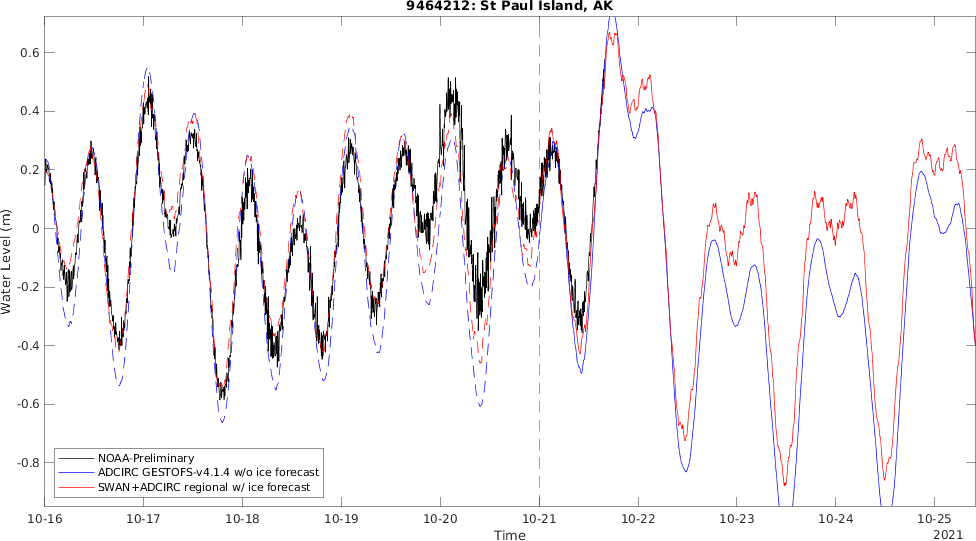 9464212: St Paul Island, AK
0.6
0.4
0.2
0
-0.2
-0.4
-0.6
-0.8
Water Level (m)
NOAA-Preliminary
ADCIRC GESTOFS-v4.1.4 w/o ice forecast
SWAN+ADCIRC regional w/ ice forecast
10-16 10-17 10-18 10-19 10-20 10-21 10-22 10-23 10-24 10-25
Time
2021